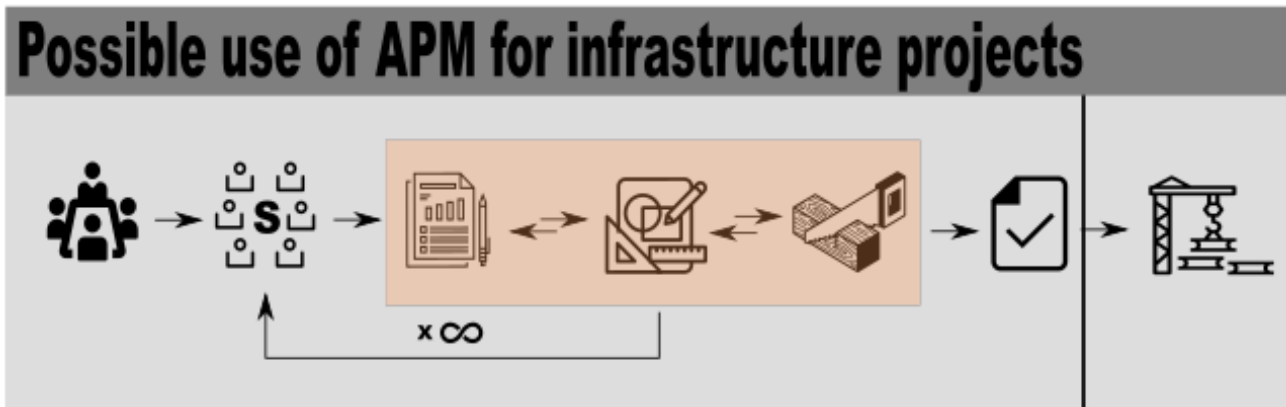 Possible use of APM for infrastructure projects
S
x ∞